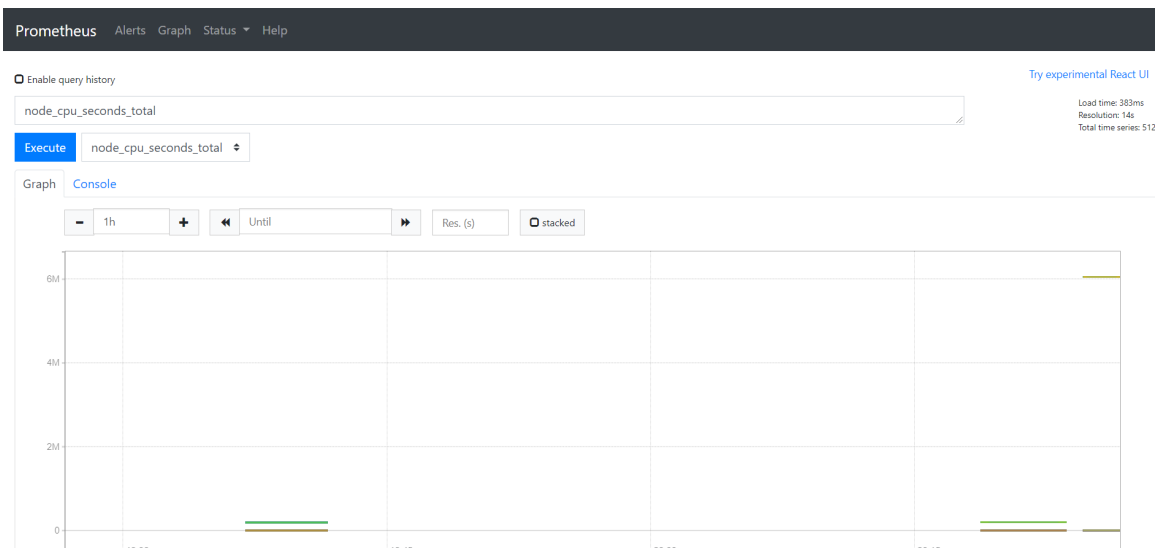 Prometheus Alerts Graph Status Help
Enable query history
Try experimental React UI
node_cpu_seconds_total
Load time: 383ms
Resolution: 14s
Total time series: 512
Execute node_cpu_seconds_total
Graph Console
1h Until Res. (s) stacked
6M
4M
2M
0